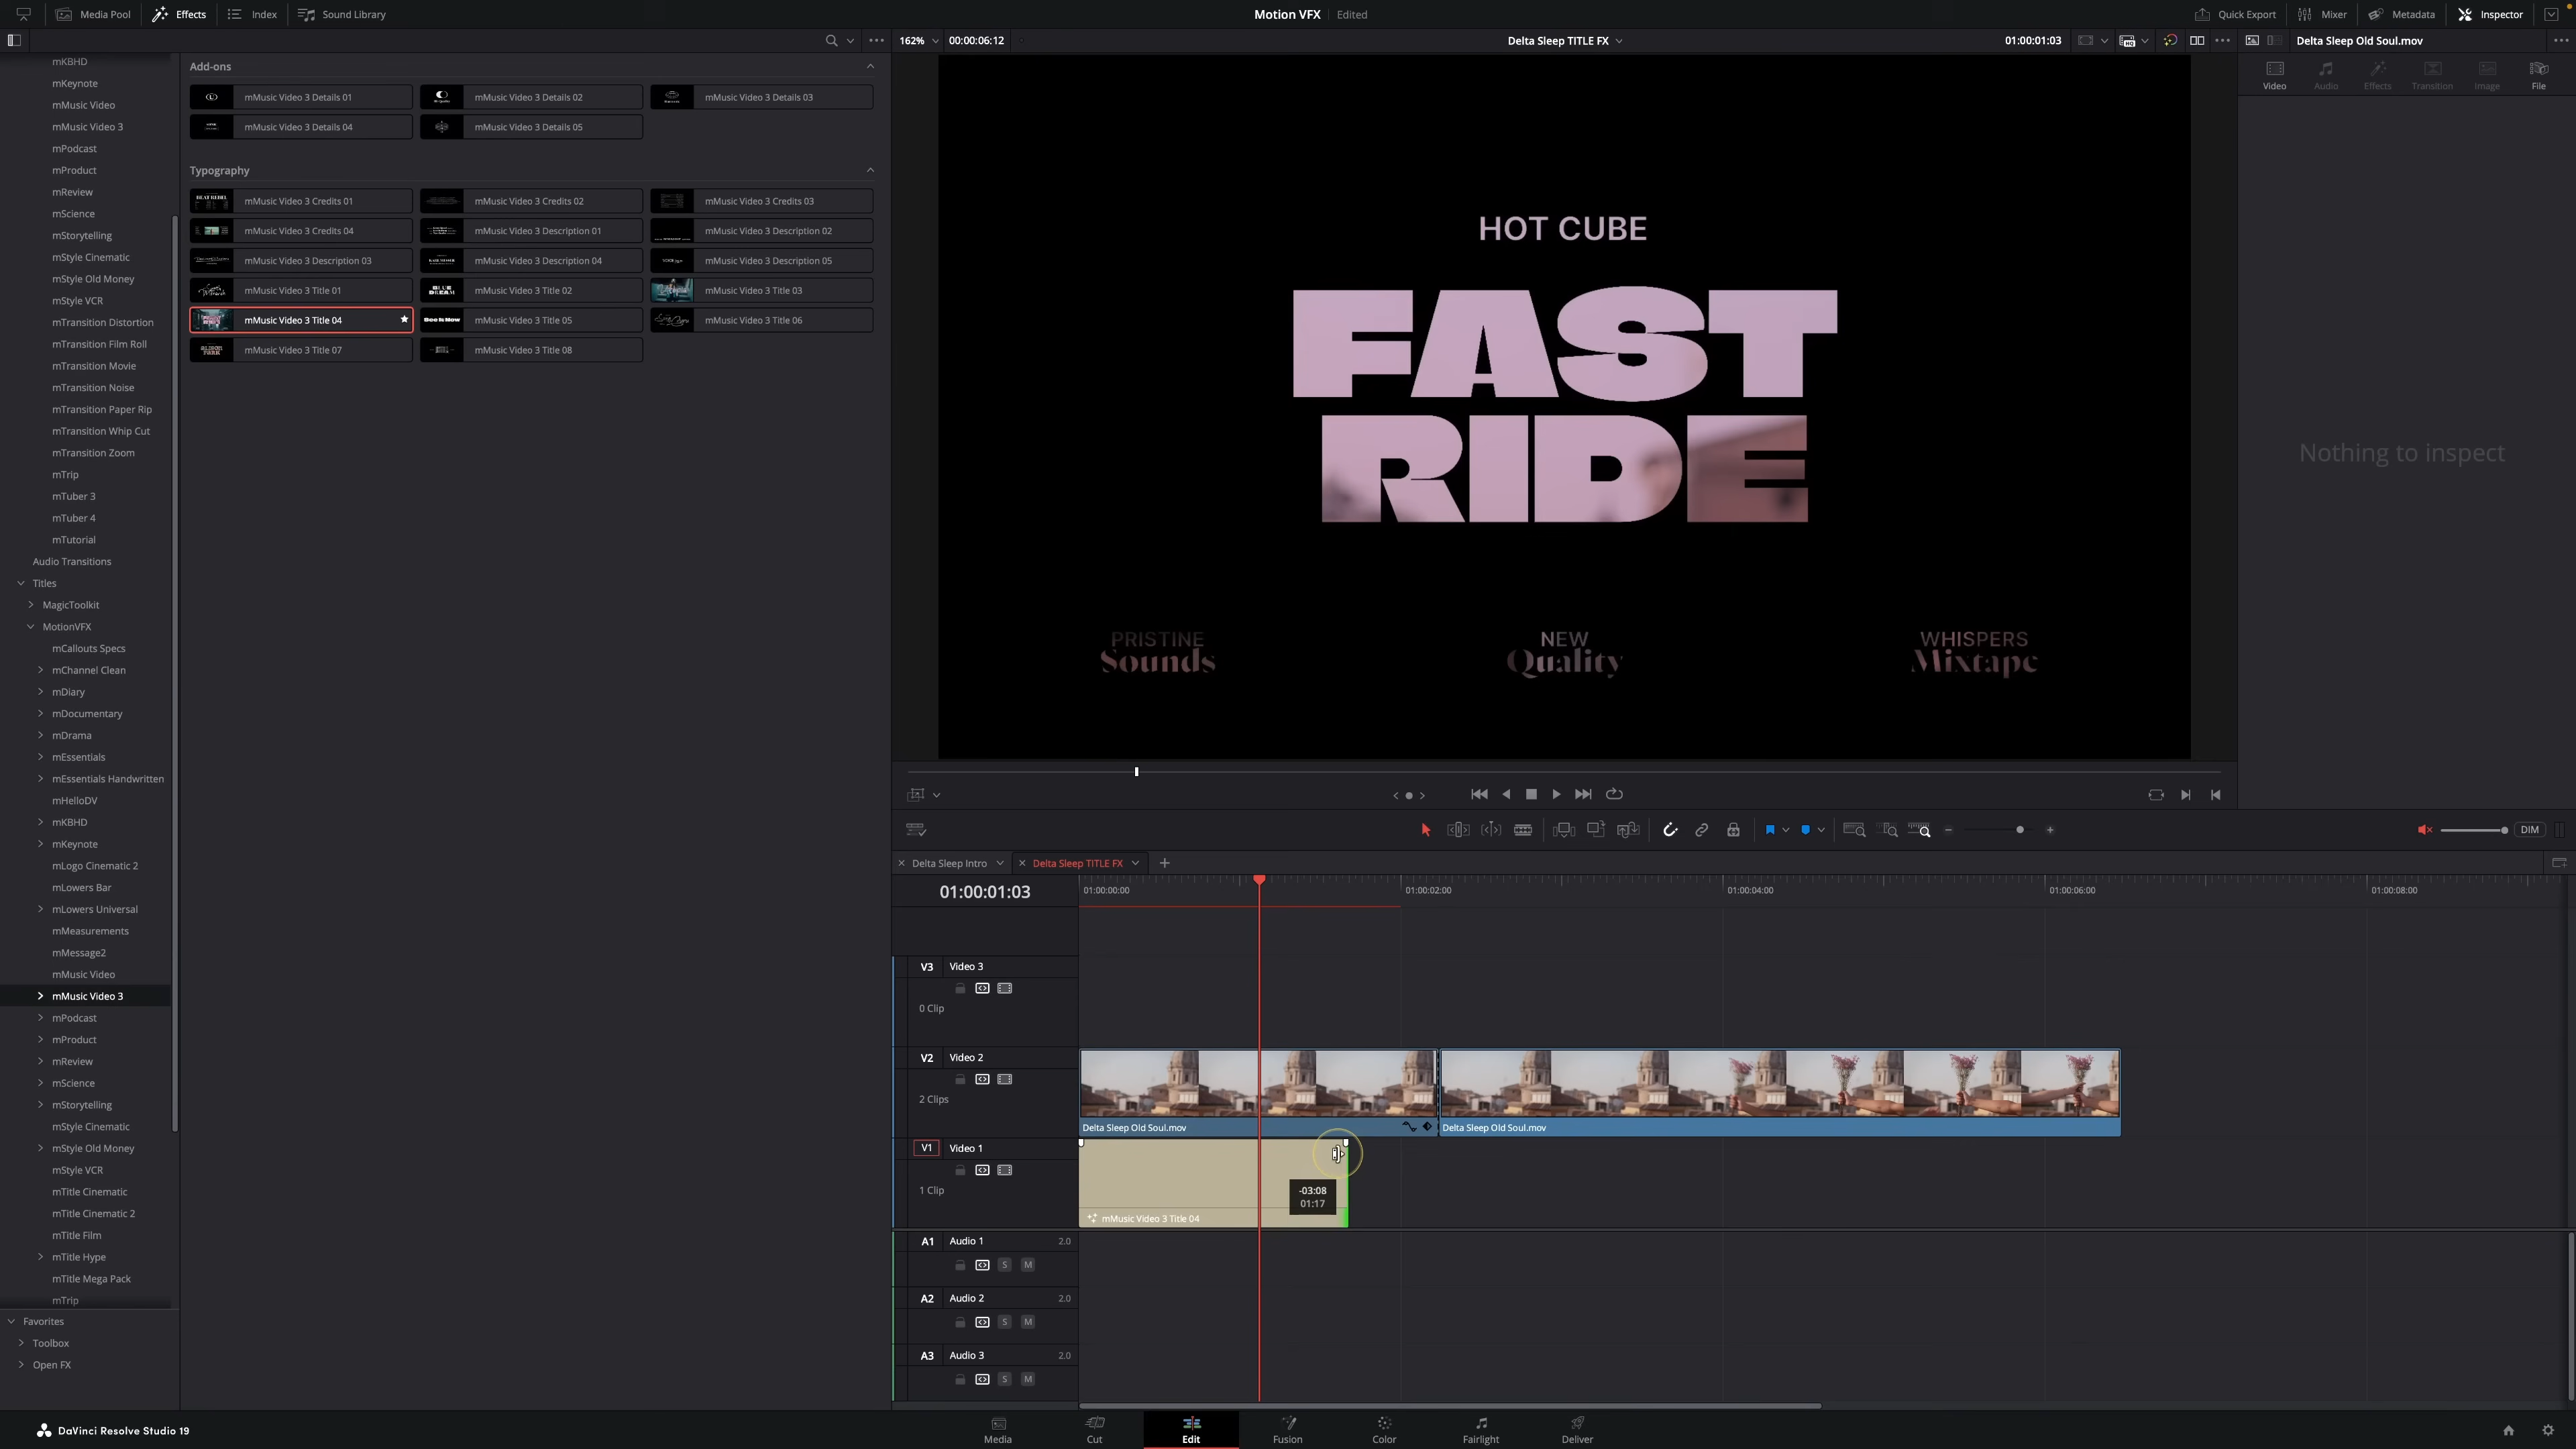 Media Pool
Effects
Index
Sound Library
Motion VFX
Edited
Quick Export
Mixer
Metadata
Inspector
162%
00:00:06:12
Delta Sleep TITLE FX
01:00:01:03
Delta Sleep Old Soul.mov
mKBHD
mKeynote
mMusic Video
mMusic Video 3
mPodcast
mProduct
mReview
mScience
mStorytelling
mStyle Cinematic
mStyle Old Money
mStyle VCR
mTransition Distortion
mTransition Film Roll
mTransition Movie
mTransition Noise
mTransition Paper Rip
mTransition Whip Cut
mTransition Zoom
mTrip
mTuber 3
mTuber 4
mTutorial
Audio Transitions
Titles
MagicToolkit
MotionVFX
mCallouts Specs
mChannel Clean
mDiary
mDocumentary
mDrama
mEssentials
mEssentials Handwritten
mHelloDV
mKBHD
mKeynote
mLogo Cinematic 2
mLowers Bar
mLowers Universal
mMeasurements
mMessage2
mMusic Video
mMusic Video 3
mPodcast
mProduct
mReview
mScience
mStorytelling
mStyle Cinematic
mStyle Old Money
mStyle VCR
mTitle Cinematic
mTitle Cinematic 2
mTitle Film
mTitle Hype
mTitle Mega Pack
mTrip
Favorites
Toolbox
Open FX
Add-ons
mMusic Video 3 Details 01
mMusic Video 3 Details 02
mMusic Video 3 Details 03
mMusic Video 3 Details 04
mMusic Video 3 Details 05
Typography
mMusic Video 3 Credits 01
mMusic Video 3 Credits 02
mMusic Video 3 Credits 03
mMusic Video 3 Credits 04
mMusic Video 3 Description 01
mMusic Video 3 Description 02
mMusic Video 3 Description 03
mMusic Video 3 Description 04
mMusic Video 3 Description 05
mMusic Video 3 Title 01
BLUE DREAM
mMusic Video 3 Title 02
mMusic Video 3 Title 03
mMusic Video 3 Title 04
Bee Is Now
mMusic Video 3 Title 05
mMusic Video 3 Title 06
mMusic Video 3 Title 07
mMusic Video 3 Title 08
HOT CUBE
FAST
RIDE
PRISTINE
Sounds
NEW
Quality
WHISPERS
Mixtape
Video
Audio
Effects
Transition
Image
File
Nothing to inspect
DIM
Delta Sleep Intro
Delta Sleep TITLE FX
01:00:01:03
01:00:00:00
01:00:02:00
01:00:04:00
01:00:06:00
01:00:08:00
V3 Video 3
0 Clip
V2 Video 2
2 Clips
Delta Sleep Old Soul.mov
Delta Sleep Old Soul.mov
V1 Video 1
1 Clip
-03:08
01:17
mMusic Video 3 Title 04
A1 Audio 1 2.0
S M
A2 Audio 2 2.0
S M
A3 Audio 3 2.0
S M
DaVinci Resolve Studio 19
Media
Cut
Edit
Fusion
Color
Fairlight
Deliver